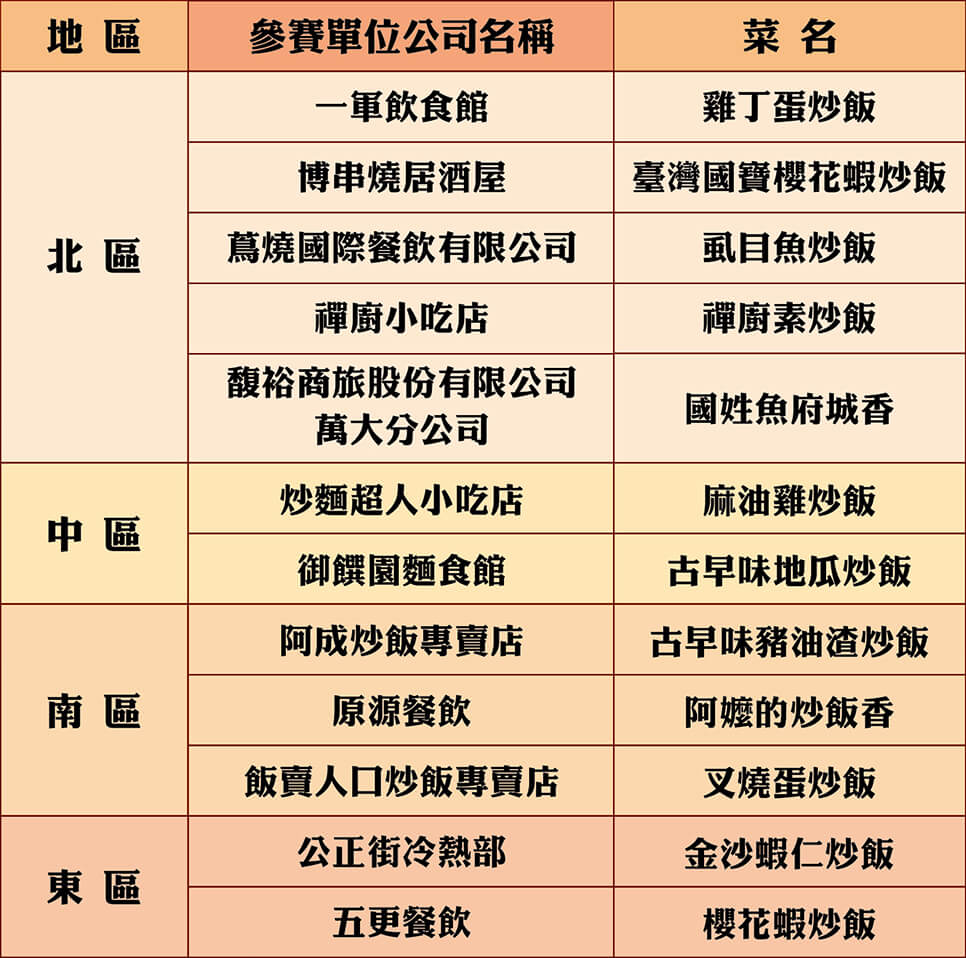 地 區 參賽單位公司名稱 菜 名
北 區
一軍飲食館 雞丁蛋炒飯
博串燒居酒屋 臺灣國寶櫻花蝦炒飯
蔦燒國際餐飲有限公司 虱目魚炒飯
禪廚小吃店 禪廚素炒飯
馥裕商旅股份有限公司
萬大分公司 國姓魚府城香
中 區
炒麵超人小吃店 麻油雞炒飯
御饌園麵食館 古早味地瓜炒飯
南 區
阿成炒飯專賣店 古早味豬油渣炒飯
原源餐飲 阿嬤的炒飯香
飯賣人口炒飯專賣店 叉燒蛋炒飯
東 區
公正街冷熱部 金沙蝦仁炒飯
五更餐飲 櫻花蝦炒飯